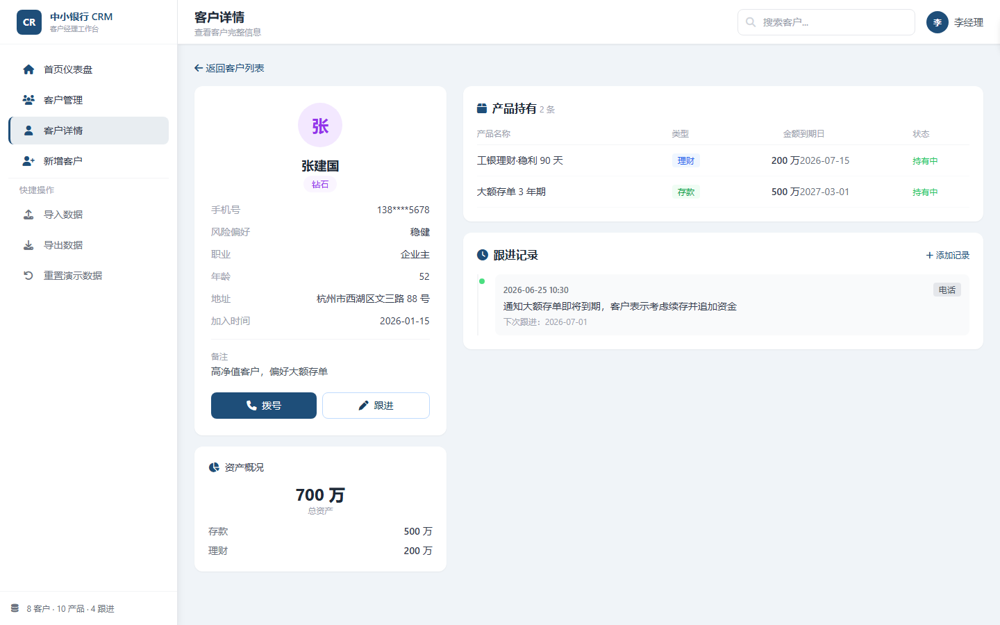 CR
中小银行 CRM
客户经理工作台
首页仪表盘
客户管理
客户详情
新增客户
快捷操作
导入数据
导出数据
重置演示数据
8 客户 · 10 产品 · 4 跟进
客户详情
查看客户完整信息
搜索客户...
李
李经理
返回客户列表
张
张建国
钻石
手机号 138****5678
风险偏好 稳健
职业 企业主
年龄 52
地址 杭州市西湖区文三路 88 号
加入时间 2026-01-15
备注
高净值客户，偏好大额存单
拨号 跟进
资产概况
700 万
总资产
存款 500 万
理财 200 万
产品持有 2 条
产品名称 类型 金额到期日 状态
工银理财·稳利 90 天 理财 200 万2026-07-15 持有中
大额存单 3 年期 存款 500 万2027-03-01 持有中
跟进记录 + 添加记录
2026-06-25 10:30 电话
通知大额存单即将到期，客户表示考虑续存并追加资金
下次跟进：2026-07-01